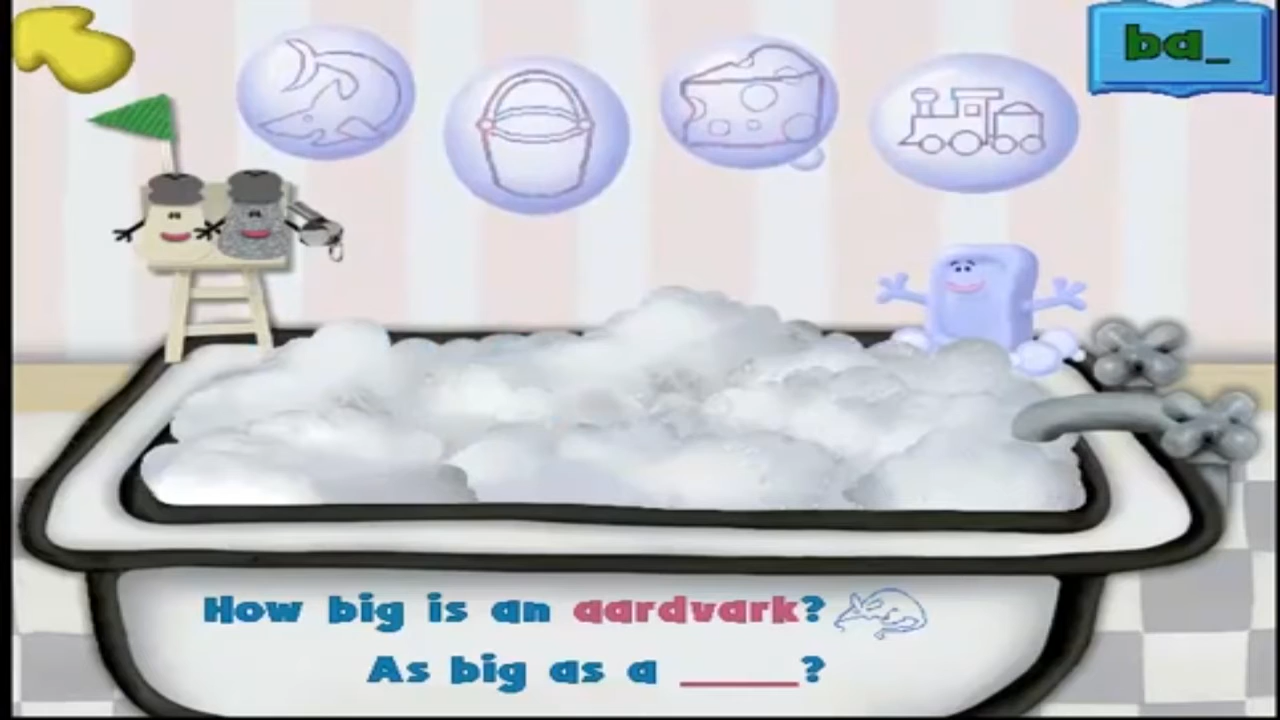 ba_
How big is an aardvark?
As big as a _____?